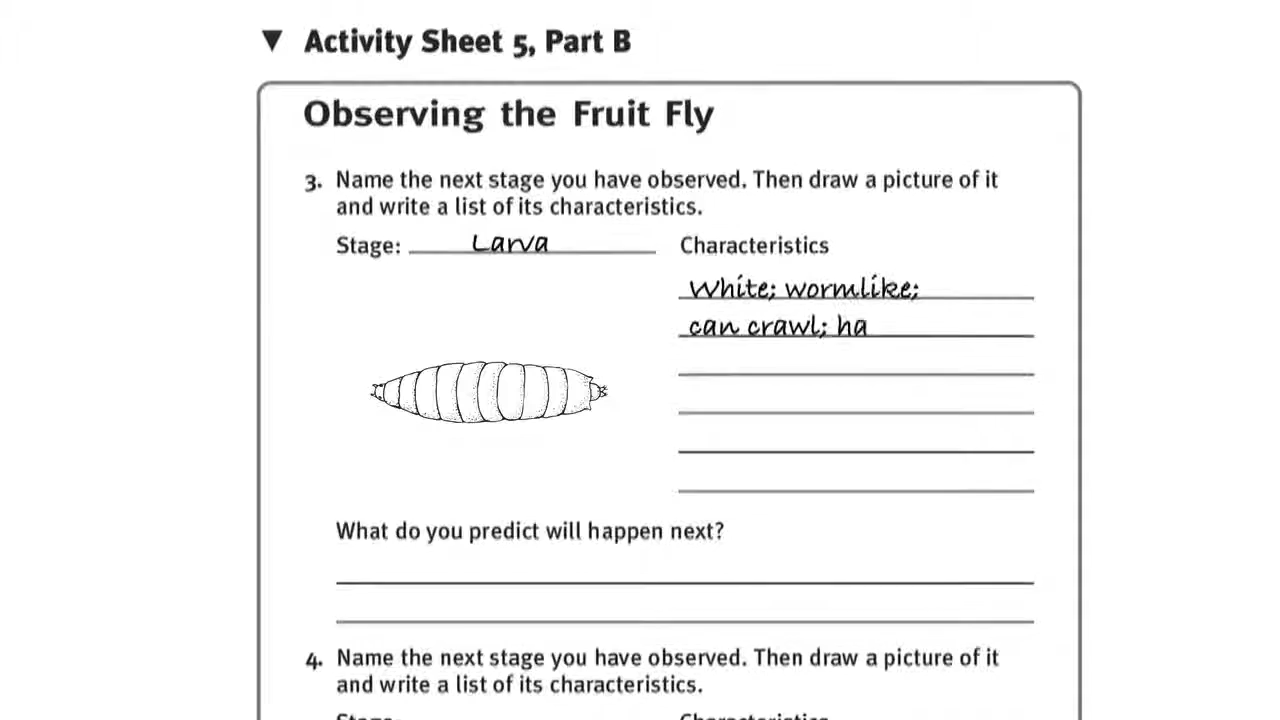 ▼ Activity Sheet 5, Part B
Observing the Fruit Fly
3. Name the next stage you have observed. Then draw a picture of it
and write a list of its characteristics.
Stage: Larva Characteristics
White; wormlike;
can crawl; ha
What do you predict will happen next?
4. Name the next stage you have observed. Then draw a picture of it
and write a list of its characteristics.
Stage: Characteristics